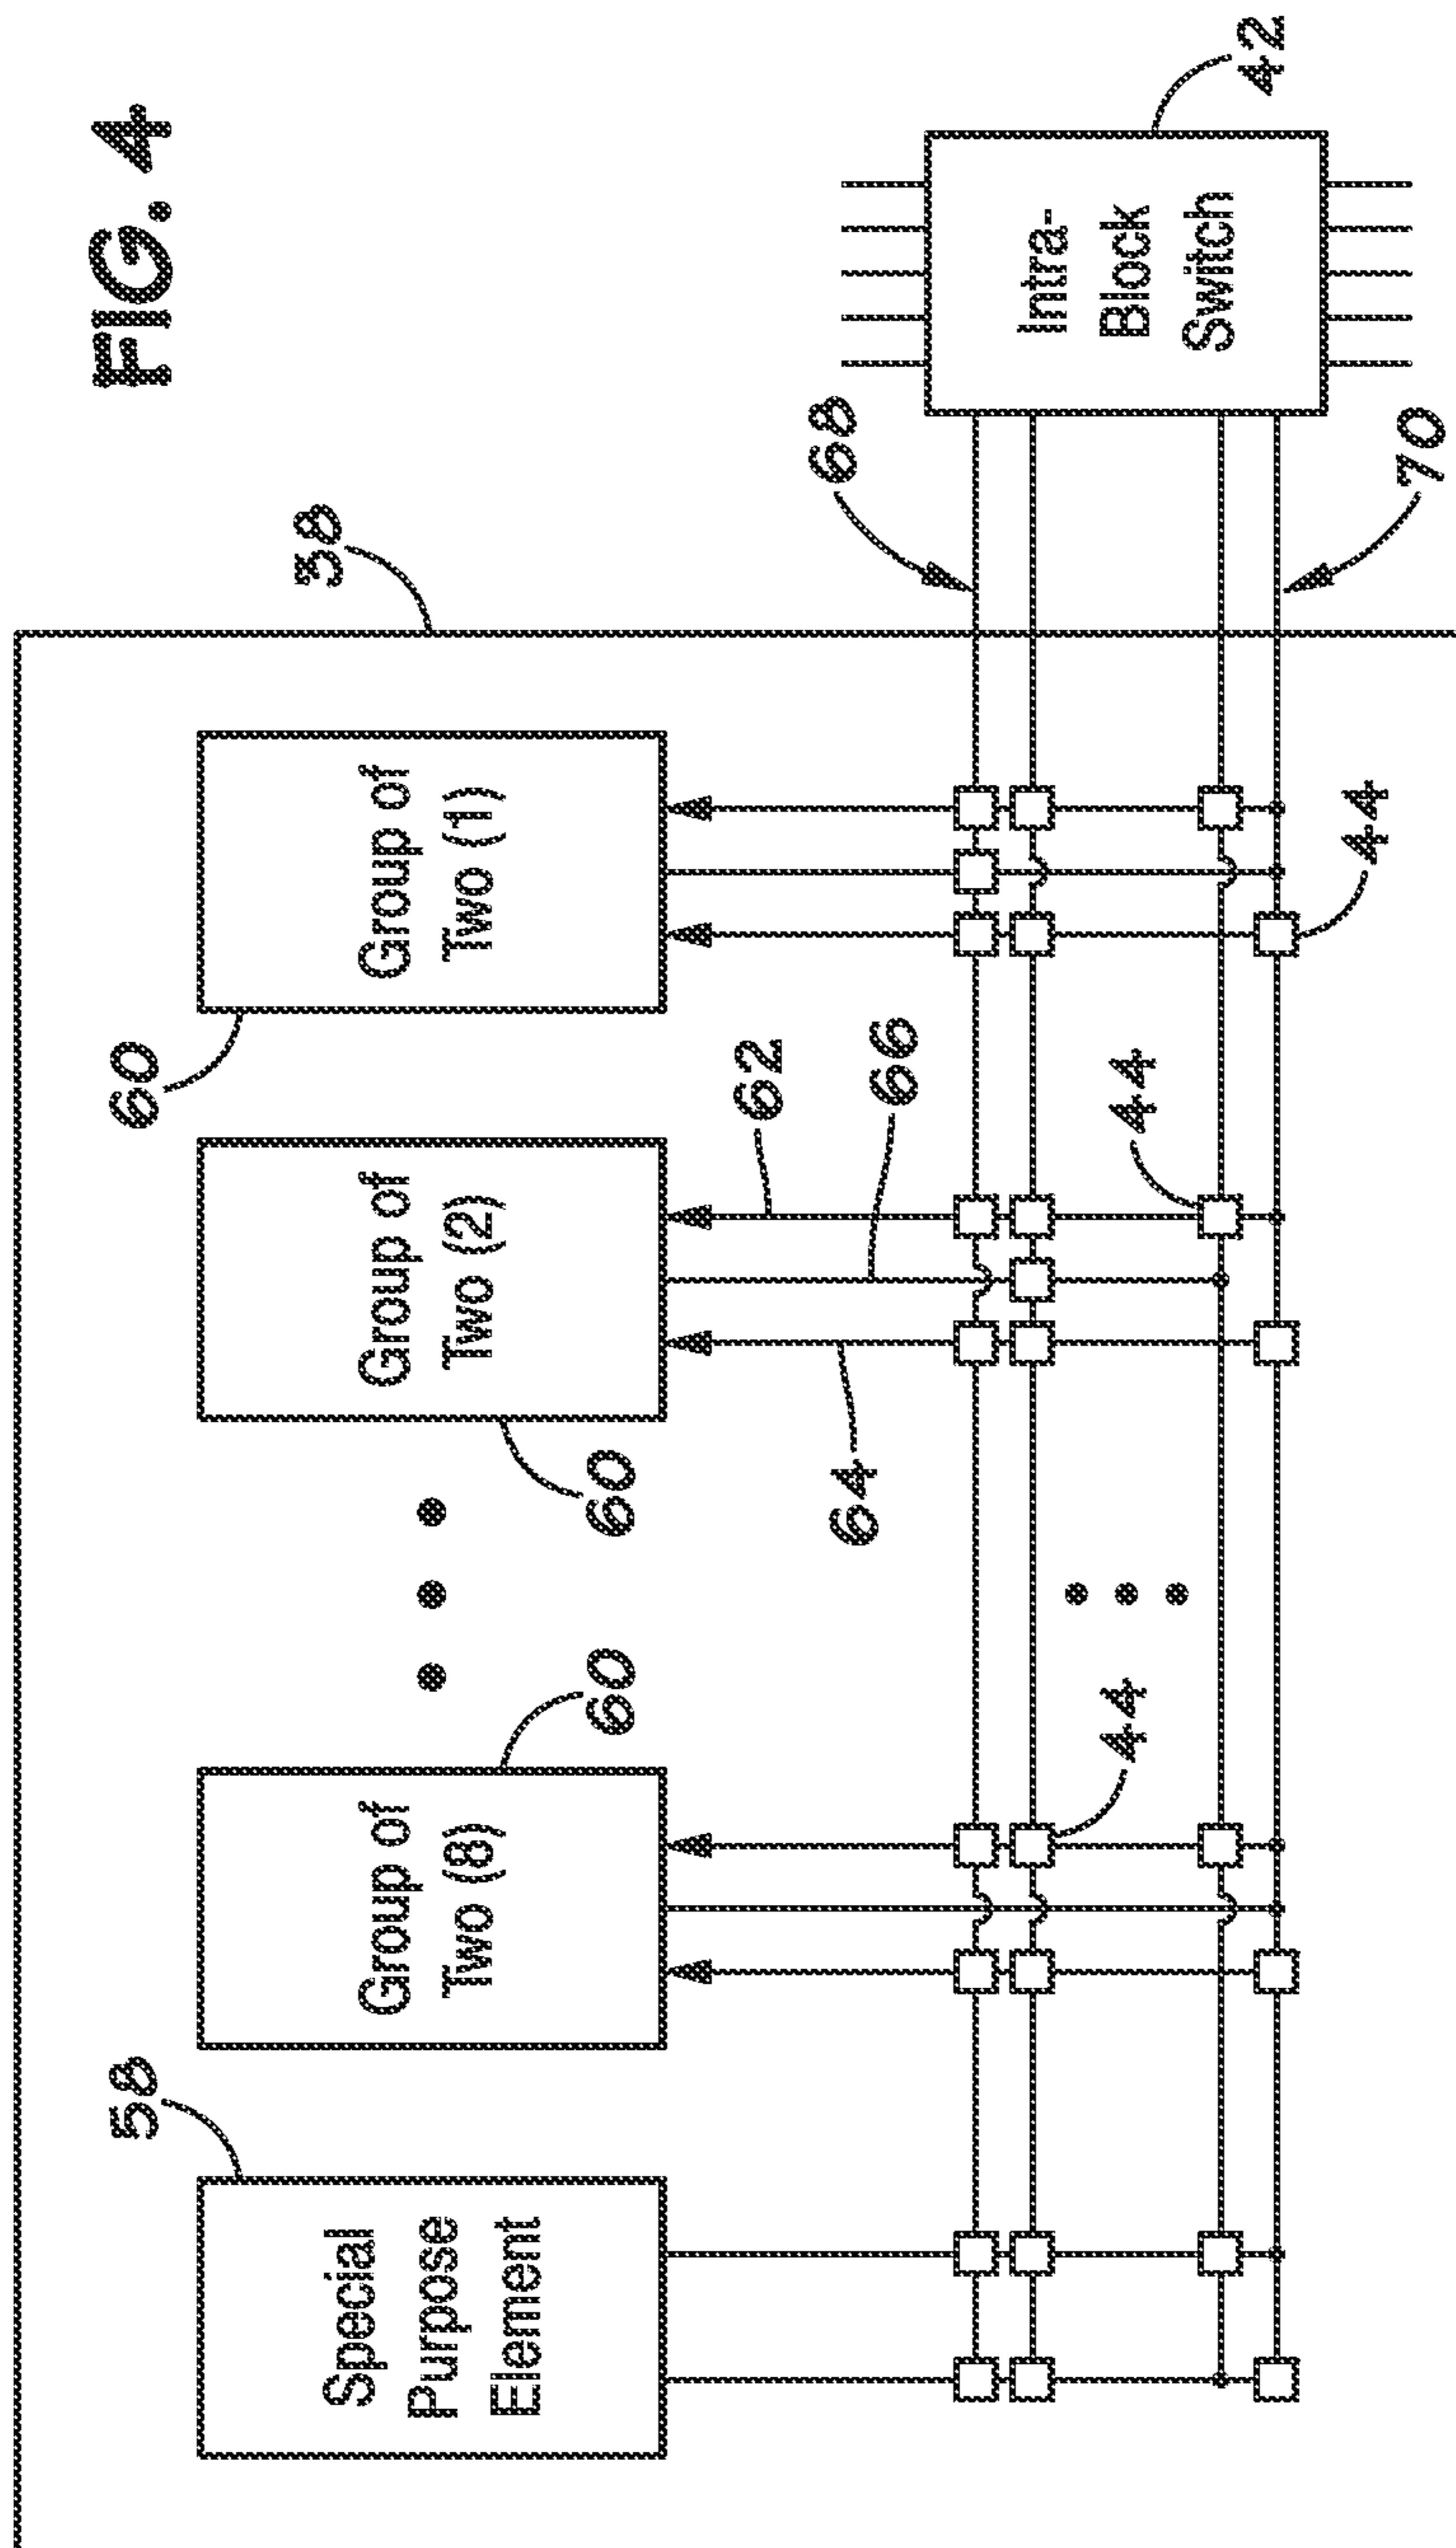 FIG. 4
38
60
Group of
Two (1)
60
Group of
Two (2)
60
Group of
Two (8)
58
Special
Purpose
Element
62
66
64
68
70
44
44
44
Intra-
Block
Switch
42